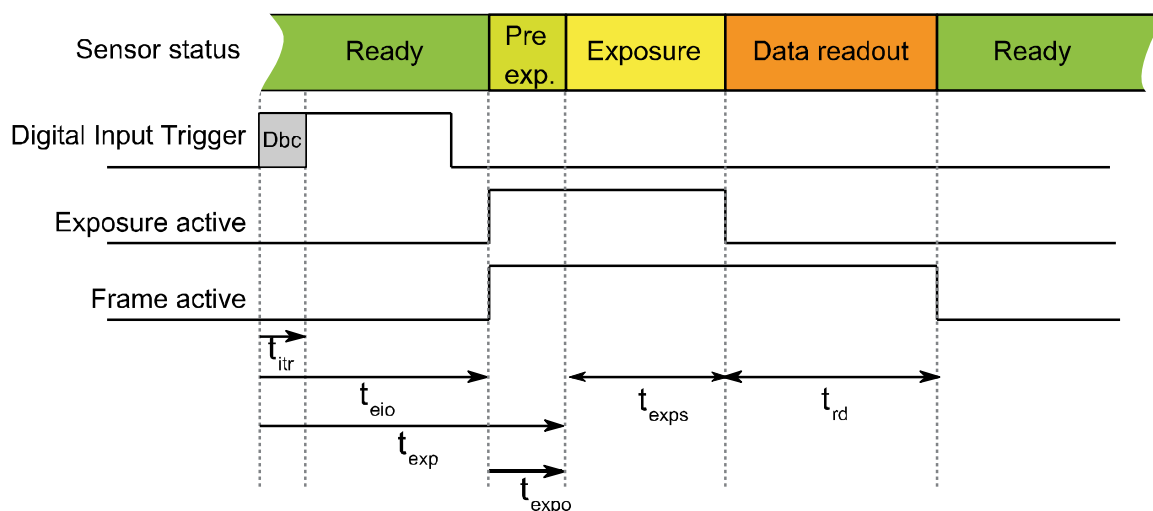 Sensor status
Ready
Pre
exp.
Exposure
Data readout
Ready
Digital Input Trigger
Dbc
Exposure active
Frame active
titr
teio
texps
trd
texp
texpo